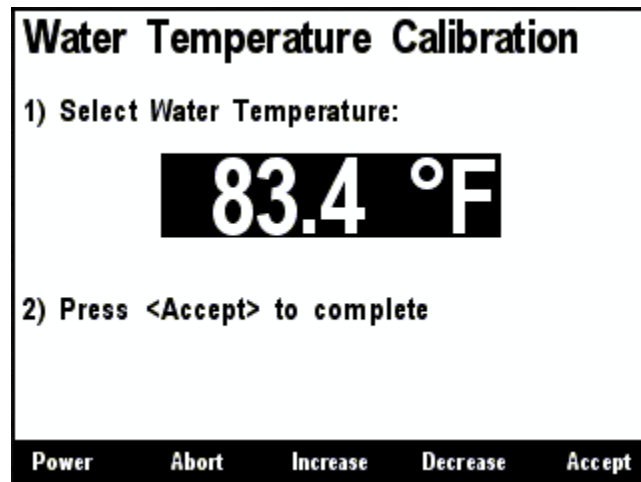 Water Temperature Calibration
1) Select Water Temperature:
83.4 °F
2) Press <Accept> to complete
Power Abort Increase Decrease Accept